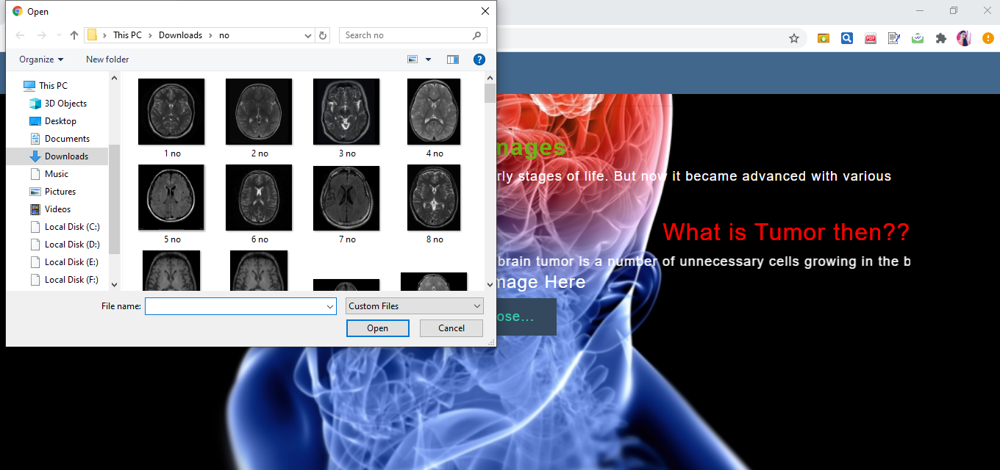 Open
This PC > Downloads > no
Search no
Organize
New folder
This PC
3D Objects
Desktop
Documents
Downloads
Music
Pictures
Videos
Local Disk (C:)
Local Disk (D:)
Local Disk (E:)
Local Disk (F:)
1 no
2 no
3 no
4 no
5 no
6 no
7 no
8 no
File name:
Custom Files
Open
Cancel
mages
rly stages of life. But now it became advanced with various
What is Tumor then??
brain tumor is a number of unnecessary cells growing in the b
mage Here
ose...
PDF